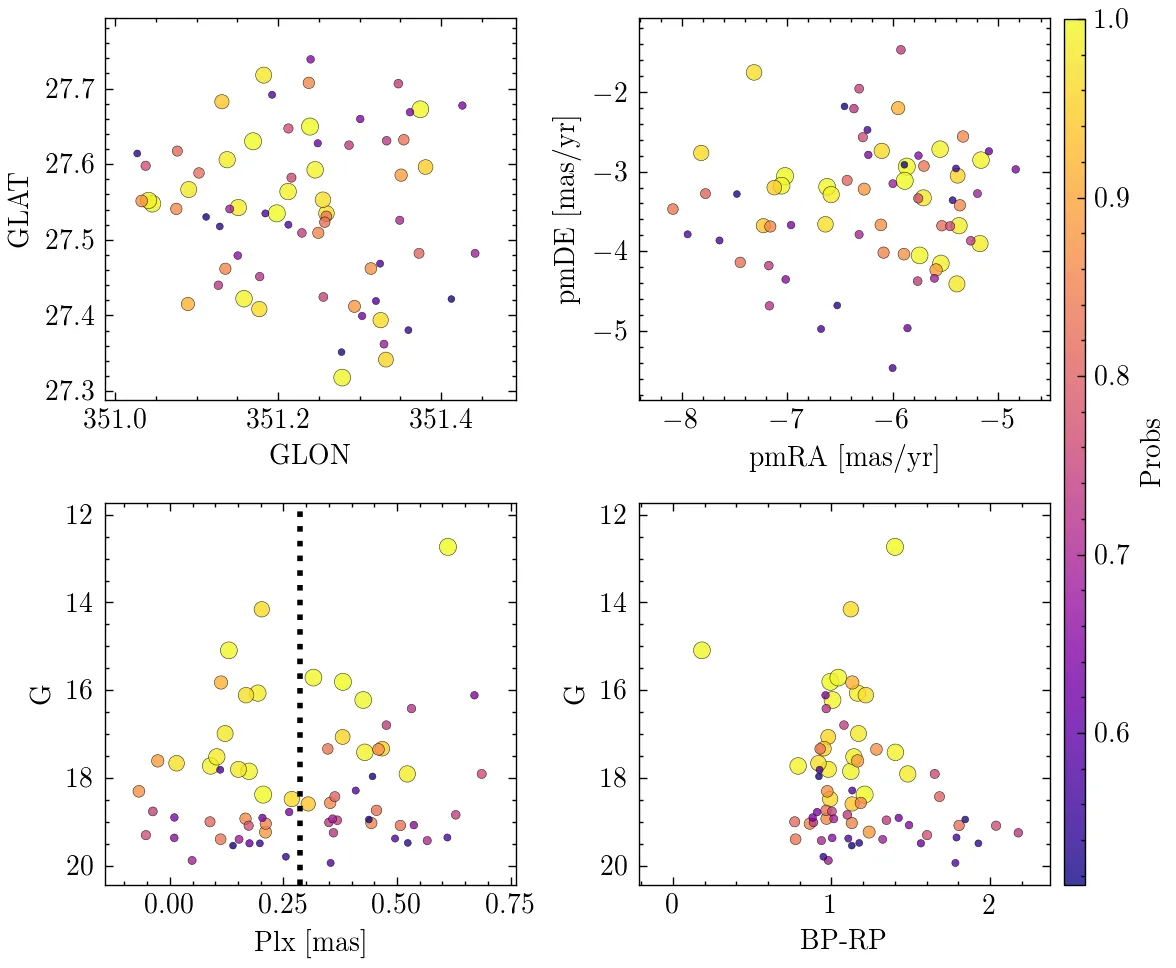 27.7
27.6
27.5
27.4
27.3
GLAT
351.0 351.2 351.4
GLON
−2
−3
−4
−5
pmDE [mas/yr]
−8 −7 −6 −5
pmRA [mas/yr]
1.0
0.9
0.8
0.7
0.6
Probs
12
14
16
18
20
G
0.00 0.25 0.50 0.75
Plx [mas]
12
14
16
18
20
G
0 1 2
BP-RP